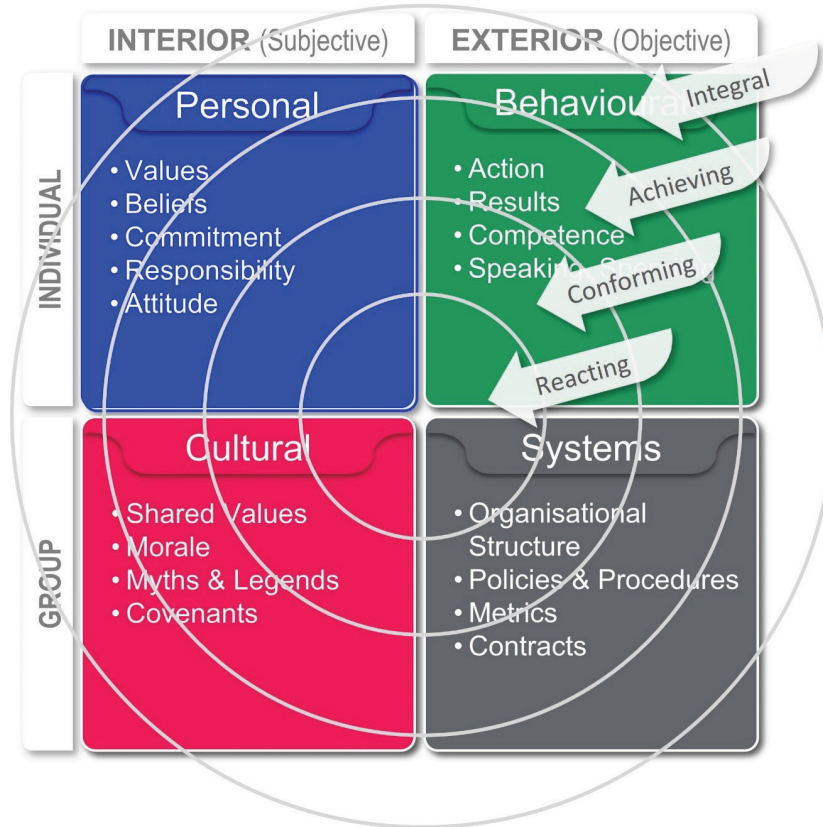 INTERIOR (Subjective)
EXTERIOR (Objective)
INDIVIDUAL
Personal
• Values
• Beliefs
• Commitment
• Responsibility
• Attitude
Behavioural
• Action
• Results
• Competence
• Speaking,
Integral
Achieving
Conforming
Reacting
GROUP
Cultural
• Shared Values
• Morale
• Myths & Legends
• Covenants
Systems
• Organisational
Structure
• Policies & Procedures
• Metrics
• Contracts